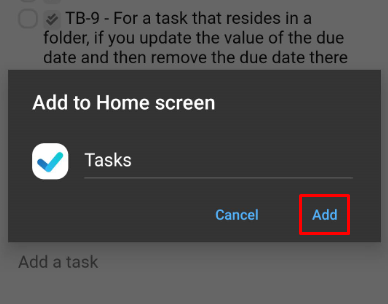 TB-9 - For a task that resides in a
folder, if you update the value of the due
date and then remove the due date there
Add to Home screen
Tasks
Cancel Add
Add a task